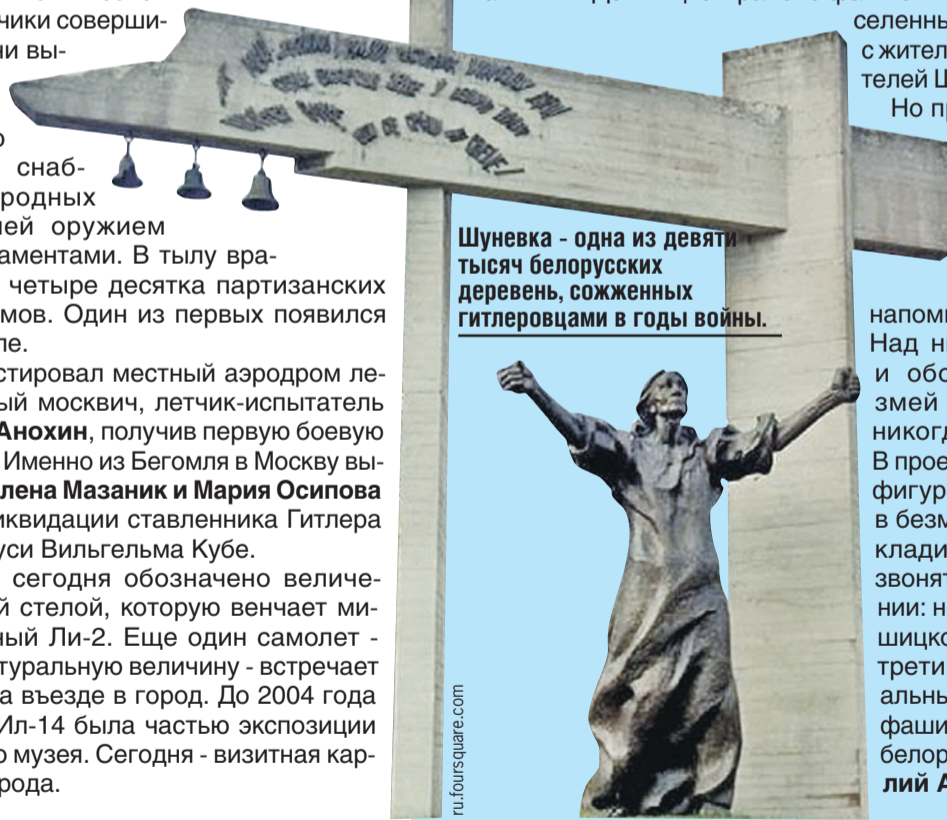 чики соверши-
ни вы-
снаб-
родных
ей оружием
аментами. В тылу вра-
четыре десятка партизанских
мов. Один из первых появился
ле.
стировал местный аэродром ле-
ый москвич, летчик-испытатель
Анохин, получив первую боевую
Именно из Бегомля в Москву вы-
лена Мазаник и Мария Осипова
иквидации ставленника Гитлера
уси Вильгельма Кубе.
сегодня обозначено величе-
й стелой, которую венчает ми-
ный Ли-2. Еще один самолет -
туральную величину - встречает
а въезде в город. До 2004 года
Ил-14 была частью экспозиции
о музея. Сегодня - визитная кар-
рода.
Шуневка - одна из девяти
тысяч белорусских
деревень, сожженных
гитлеровцами в годы войны.
ru.foursquare.com
селенны
с жител
телей Ш
Но пр
напоми
Над н
и обо
змей
никогд
В прое
фигур
в безм
клади
звонят
нии: н
шицко
трети
альны
фаши
белор
лий А